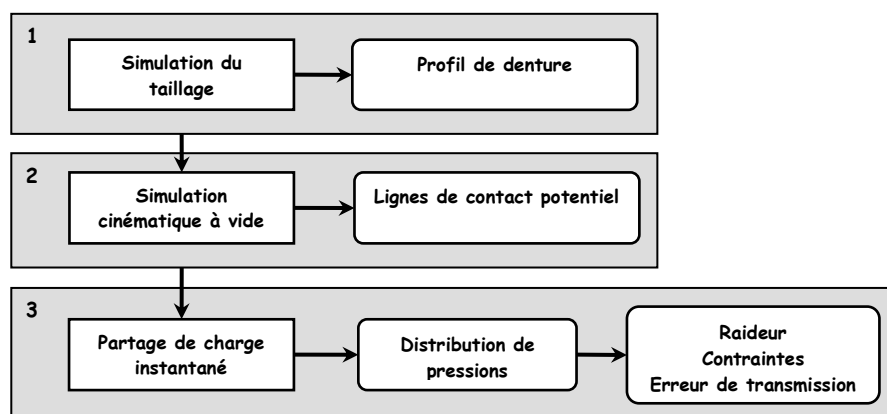 1
Simulation du
taillage
Profil de denture
2
Simulation
cinématique à vide
Lignes de contact potentiel
3
Partage de charge
instantané
Distribution de
pressions
Raideur
Contraintes
Erreur de transmission